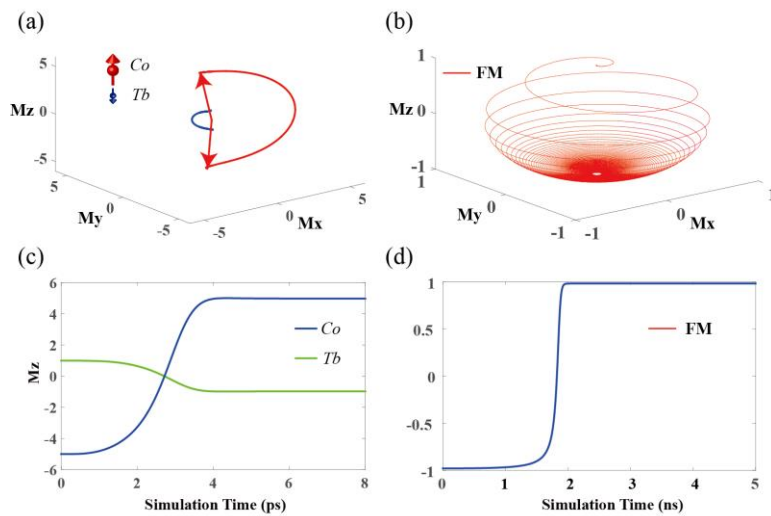 (a)
Co
Tb
Mz
5
0
-5
5
0
-5
My
-5
0
5
Mx
(b)
FM
Mz
1
0
-1
1
0
-1
My
-1
0
1
Mx
(c)
Mz
6
4
2
0
-2
-4
-6
Co
Tb
0 2 4 6 8
Simulation Time (ps)
(d)
1
0.5
0
-0.5
-1
FM
0 1 2 3 4 5
Simulation Time (ns)